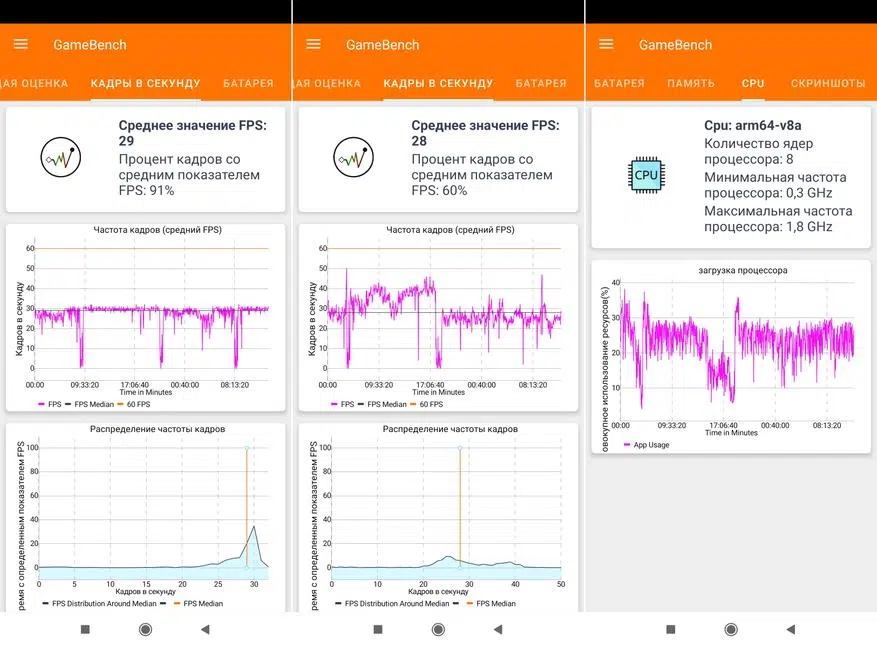 GameBench
АЯ ОЦЕНКА КАДРЫ В СЕКУНДУ БАТАРЕЯ
Среднее значение FPS:
29
Процент кадров со
средним показателем
FPS: 91%
Частота кадров (средний FPS)
Кадров в секунду
60
50
40
30
20
10
0
00:00 09:33:20 17:06:40 00:40:00 08:13:20
Time in Minutes
FPS FPS Median 60 FPS
Распределение частоты кадров
ремя с определенным показателем FPS
100
80
60
40
20
0
0 5 10 15 20 25 30
Кадров в секунду
FPS Distribution Around Median FPS Median
GameBench
АЯ ОЦЕНКА КАДРЫ В СЕКУНДУ БАТАРЕЯ
Среднее значение FPS:
28
Процент кадров со
средним показателем
FPS: 60%
Частота кадров (средний FPS)
Кадров в секунду
60
50
40
30
20
10
0
00:00 09:33:20 17:06:40 00:40:00 08:13:20
Time in Minutes
FPS FPS Median 60 FPS
Распределение частоты кадров
ремя с определенным показателем FPS
100
80
60
40
20
0
0 10 20 30 40 50
Кадров в секунду
FPS Distribution Around Median FPS Median
GameBench
БАТАРЕЯ ПАМЯТЬ CPU СКРИНШОТЫ
CPU
Cpu: arm64-v8a
Количество ядер
процессора: 8
Минимальная частота
процессора: 0,3 GHz
Максимальная частота
процессора: 1,8 GHz
загрузка процессора
овокупное использование ресурсов(%)
40
30
20
10
00:00 09:33:20 17:06:40 00:40:00 08:13:20
Time in Minutes
App Usage